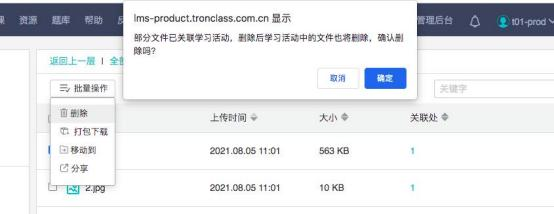 lms-product.tronclass.com.cn 显示
部分文件已关联学习活动，删除后学习活动中的文件也将删除，确认删
除吗？
取消 确定
资源 题库 帮助
管理后台 t01-prod
返回上一层 | 全
批量操作 关键字
上传时间 大小 关联处
删除
打包下载
移动到 2021.08.05 11:01 563 KB 1
分享
2.jpg 2021.08.05 11:01 10 KB 1